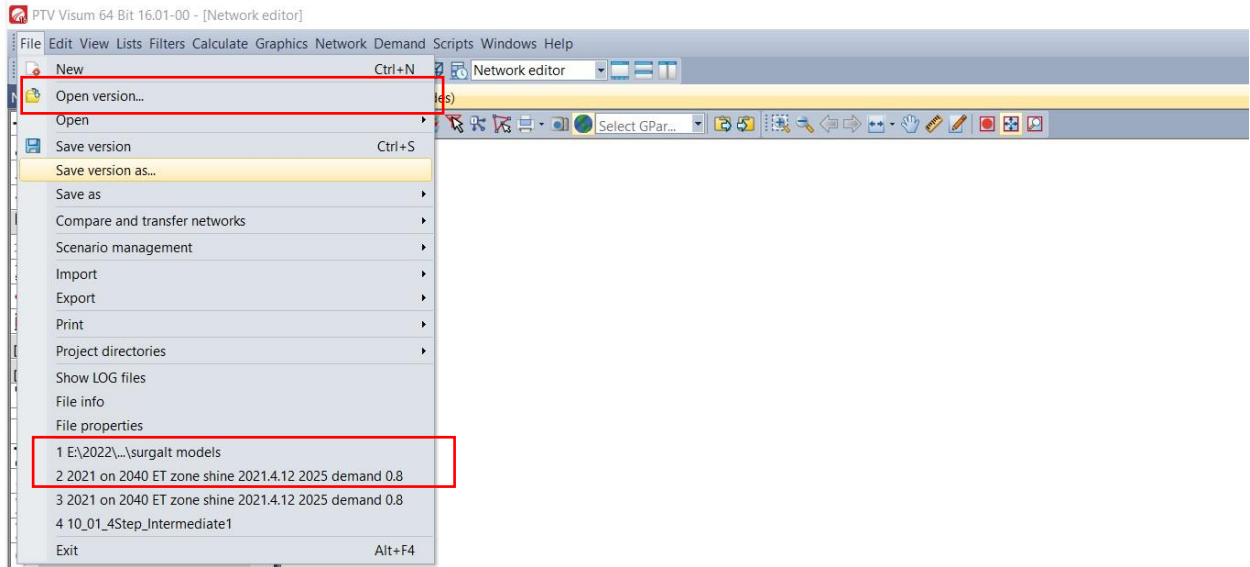 PTV Visum 64 Bit 16.01-00 - [Network editor]
File Edit View Lists Filters Calculate Graphics Network Demand Scripts Windows Help
New Ctrl+N
Network editor
Open version...
Open
Select GPar...
Save version Ctrl+S
Save version as...
Save as
Compare and transfer networks
Scenario management
Import
Export
Print
Project directories
Show LOG files
File info
File properties
1 E:\2022\...\surgalt models
2 2021 on 2040 ET zone shine 2021.4.12 2025 demand 0.8
3 2021 on 2040 ET zone shine 2021.4.12 2025 demand 0.8
4 10_01_4Step_Intermediate1
Exit Alt+F4